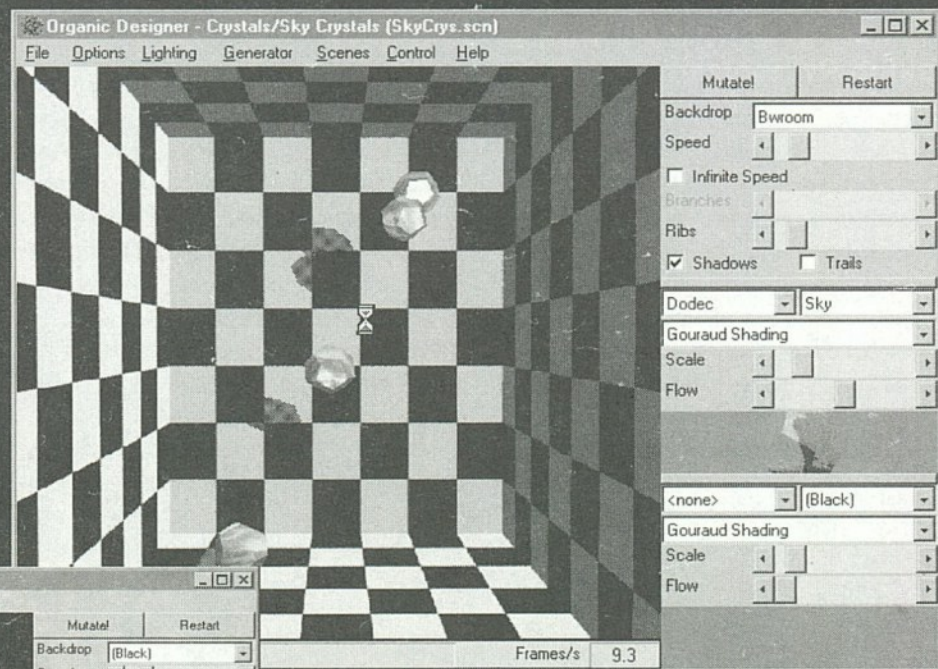 Organic Designer - Crystals/Sky Crystals (SkyCrys.scn)
File Options Lighting Generator Scenes Control Help
Mutate! Restart
Backdrop Bwroom
Speed
Infinite Speed
Branches
Ribs
Shadows Trails
Dodec Sky
Gouraud Shading
Scale
Flow
<none> (Black)
Gouraud Shading
Scale
Flow
Frames/s 9.3
Mutate! Restart
Backdrop (Black)